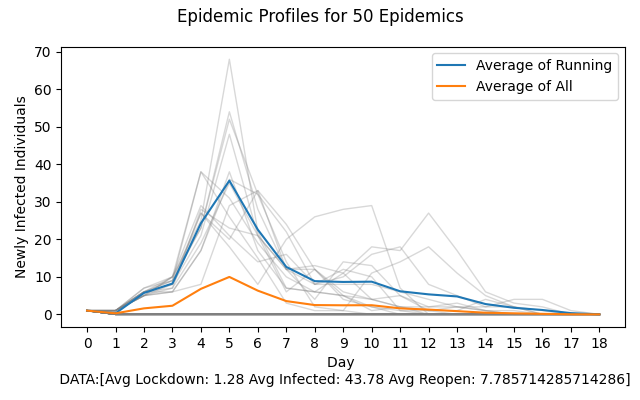 Epidemic Profiles for 50 Epidemics
Newly Infected Individuals
70
60
50
40
30
20
10
0
Average of Running
Average of All
0 1 2 3 4 5 6 7 8 9 10 11 12 13 14 15 16 17 18
Day
DATA:[Avg Lockdown: 1.28 Avg Infected: 43.78 Avg Reopen: 7.785714285714286]